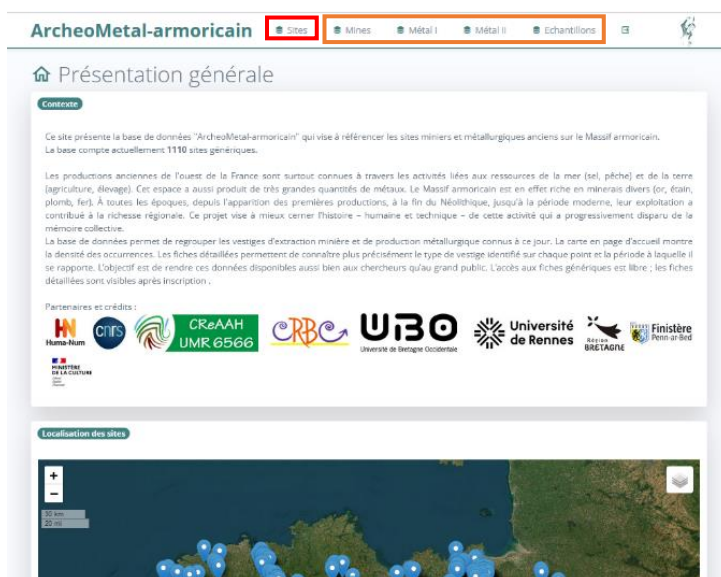 ArcheoMetal-armoricain Sites Mines Métal I Métal II Echantillons
Présentation générale
Contexte
Ce site présente la base de données "ArcheoMetal-armoricain" qui vise à référencer les sites miniers et métallurgiques anciens sur le Massif armoricain.
La base compte actuellement 1110 sites génériques.
Les productions anciennes de l'ouest de la France sont surtout connues à travers les activités liées aux ressources de la mer (sel, pêche) et de la terre
(agriculture, élevage). Cet espace a aussi produit de très grandes quantités de métaux. Le Massif armoricain est en effet riche en minerais divers (or, étain,
plomb, fer). À toutes les époques, depuis l'apparition des premières productions, à la fin du Néolithique, jusqu'à la période moderne, leur exploitation a
contribué à la richesse régionale. Ce projet vise à mieux cerner l'histoire – humaine et technique – de cette activité qui a progressivement disparu de la
mémoire collective.
La base de données permet de regrouper les vestiges d'extraction minière et de production métallurgique connus à ce jour. La carte en page d'accueil montre
la densité des occurrences. Les fiches détaillées permettent de connaître plus précisément le type de vestige identifié sur chaque point et la période à laquelle il
se rapporte. L'objectif est de rendre ces données disponibles aussi bien aux chercheurs qu'au grand public. L'accès aux fiches génériques est libre ; les fiches
détaillées sont visibles après inscription .
Partenaires et crédits :
HN
Huma-Num
cnrs
CReAAH
UMR 6566
CRBC
UBO
Université de Bretagne Occidentale
Université
de Rennes
Région
BRETAGNE
Finistère
Penn-ar-Bed
MINISTÈRE
DE LA CULTURE
Localisation des sites
+
−
30 km
20 mi